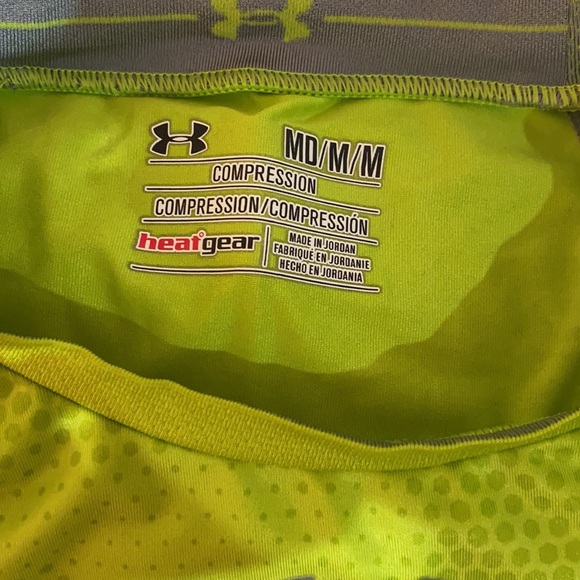 MD/M/M
COMPRESSION
COMPRESSION/COMPRESSIÓN
heatgear
MADE IN JORDAN
FABRIQUÉ EN JORDANIE
HECHO EN JORDANIA